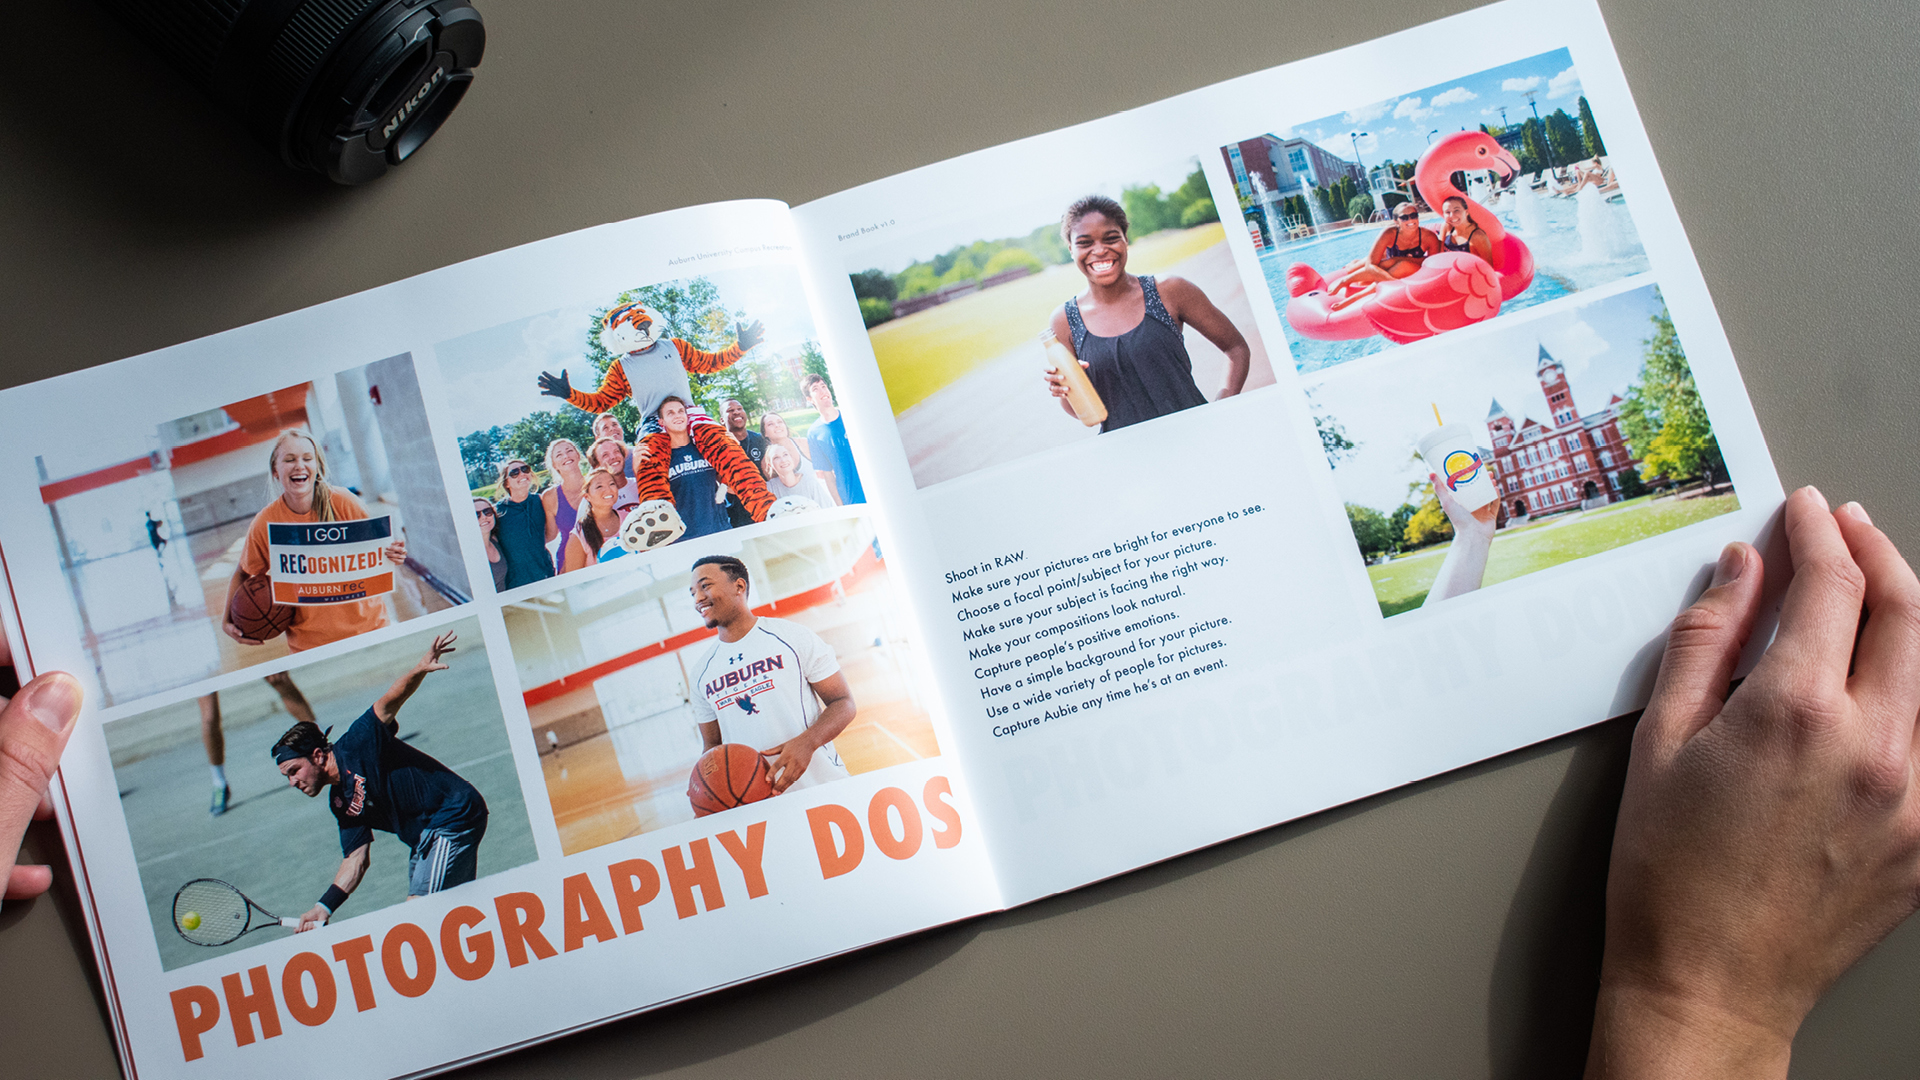 Nikon
Auburn University Campus Recreation
Brand Book v1.0
I GOT
RECOGNIZED!
AUBURNrec
WELLNESS
AUBURN
AUBURN
TIGERS
WAR EAGLE
PHOTOGRAPHY DOS
Shoot in RAW.
Make sure your pictures are bright for everyone to see.
Choose a focal point/subject for your picture.
Make sure your subject is facing the right way.
Make your compositions look natural.
Capture people's positive emotions.
Have a simple background for your picture.
Use a wide variety of people for pictures.
Capture Aubie any time he's at an event.